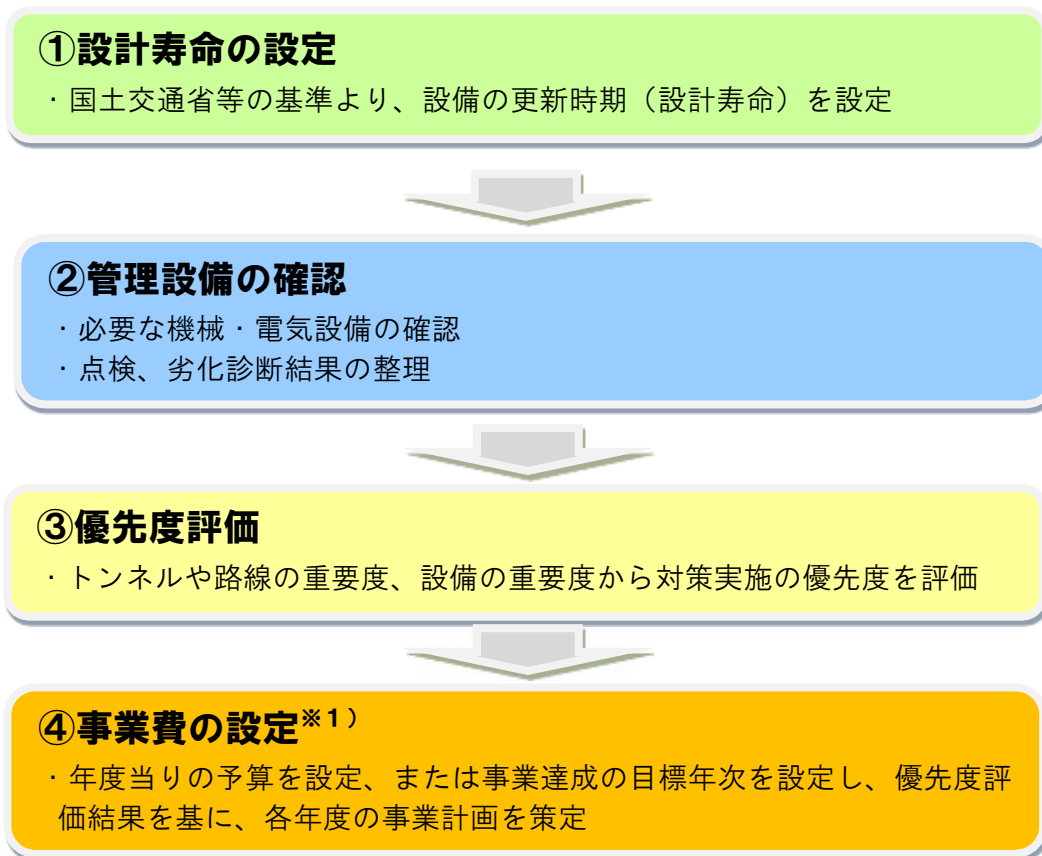 ①設計寿命の設定
・国土交通省等の基準より、設備の更新時期（設計寿命）を設定
②管理設備の確認
・必要な機械・電気設備の確認
・点検、劣化診断結果の整理
③優先度評価
・トンネルや路線の重要度、設備の重要度から対策実施の優先度を評価
④事業費の設定※１）
・年度当りの予算を設定、または事業達成の目標年次を設定し、優先度評
価結果を基に、各年度の事業計画を策定